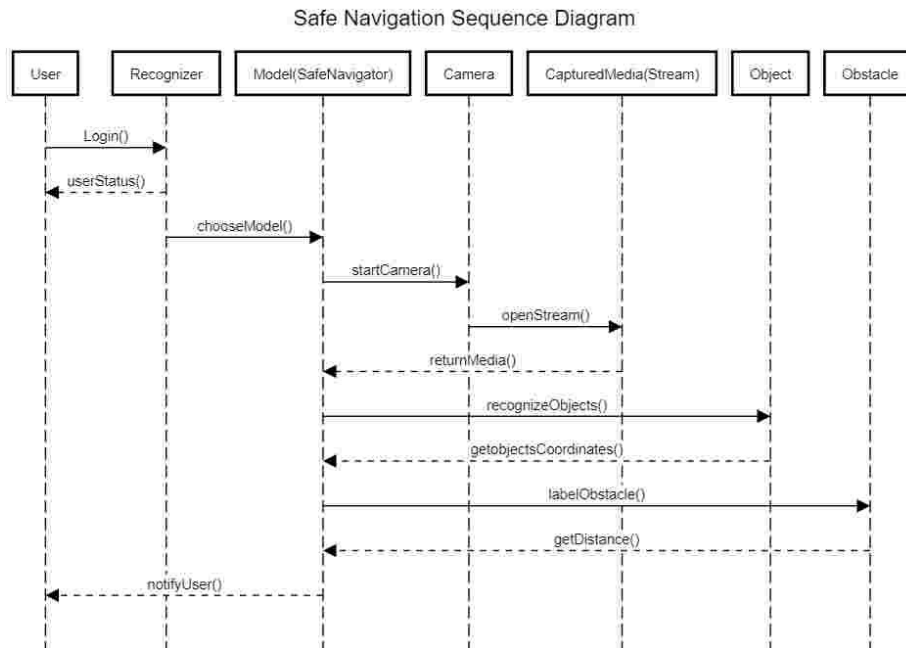 Safe Navigation Sequence Diagram
User Recognizer Model(SafeNavigator) Camera CapturedMedia(Stream) Object Obstacle
Login()
userStatus()
chooseModel()
startCamera()
openStream()
returnMedia()
recognizeObjects()
getobjectsCoordinates()
labelObstacle()
getDistance()
notifyUser()